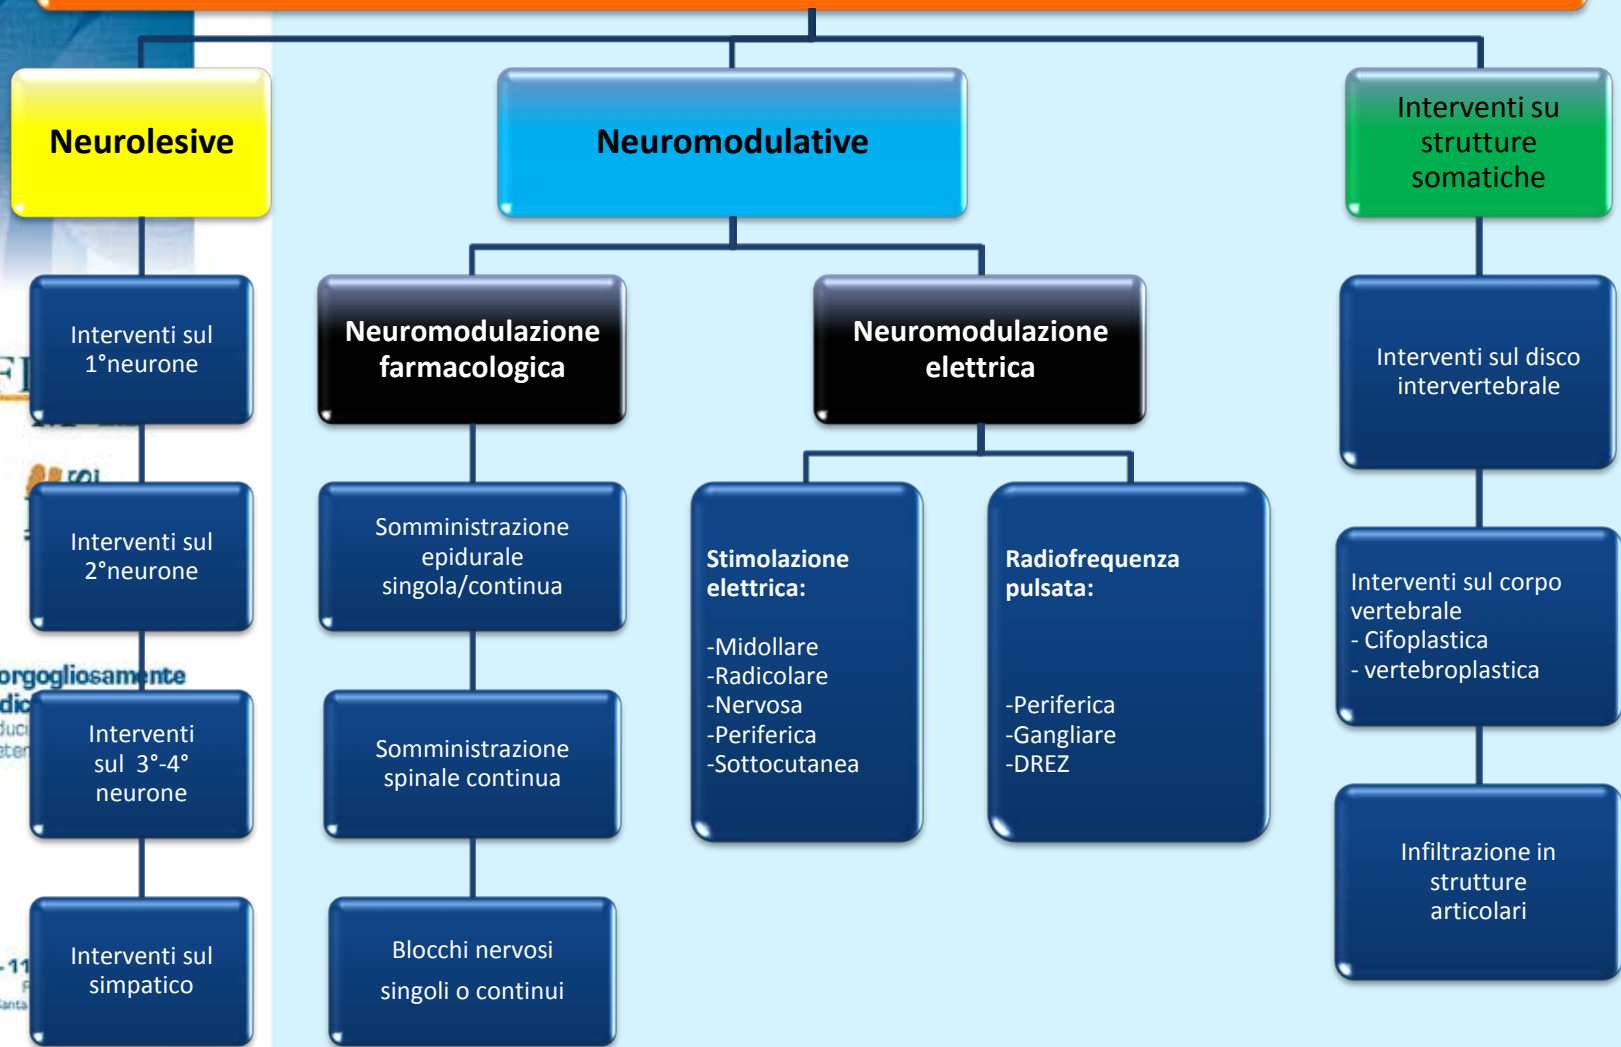 Neurolesive
Neuromodulative
Interventi su
strutture
somatiche
Interventi sul
1°neurone
Interventi sul
2°neurone
Interventi
sul 3°-4°
neurone
Interventi sul
simpatico
Neuromodulazione
farmacologica
Somministrazione
epidurale
singola/continua
Somministrazione
spinale continua
Blocchi nervosi
singoli o continui
Neuromodulazione
elettrica
Stimolazione
elettrica:
-Midollare
-Radicolare
-Nervosa
-Periferica
-Sottocutanea
Radiofrequenza
pulsata:
-Periferica
-Gangliare
-DREZ
Interventi sul disco
intervertebrale
Interventi sul corpo
vertebrale
- Cifoplastica
- vertebroplastica
Infiltrazione in
strutture
articolari
orgogliosamente